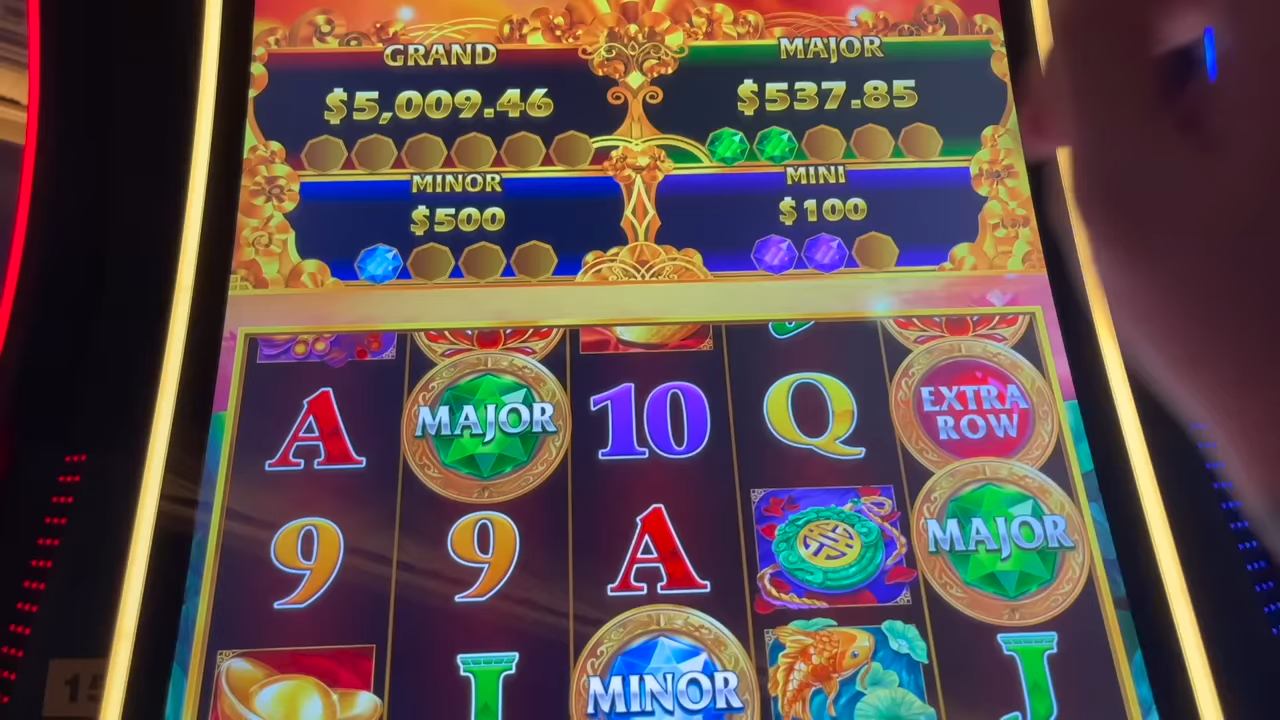 GRAND
$5,009.46
MAJOR
$537.85
MINOR
$500
MINI
$100
A
MAJOR
10
Q
EXTRA
ROW
9
9
A
MAJOR
J
MINOR
J